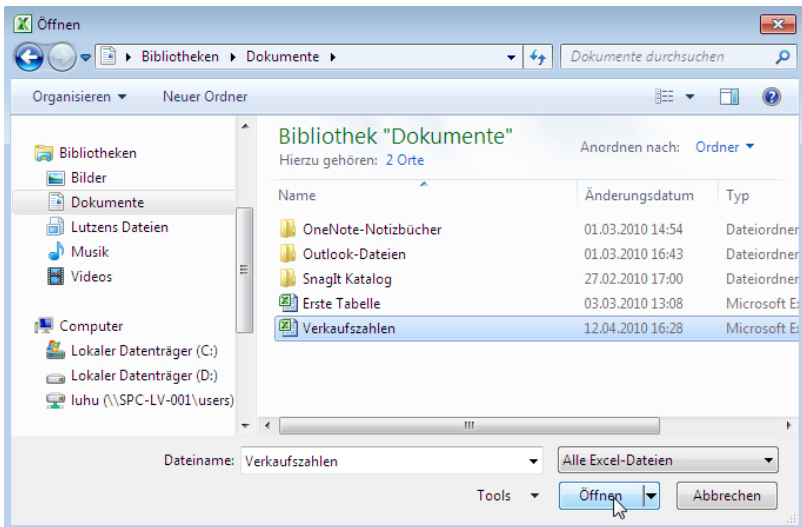 Öffnen
Bibliotheken Dokumente Dokumente durchsuchen
Organisieren Neuer Ordner
Bibliotheken
Bilder
Dokumente
Lutzens Dateien
Musik
Videos
Computer
Lokaler Datenträger (C:)
Lokaler Datenträger (D:)
luhu (\\SPC-LV-001\users)
Bibliothek "Dokumente"
Hierzu gehören: 2 Orte
Anordnen nach: Ordner
Name Änderungsdatum Typ
OneNote-Notizbücher 01.03.2010 14:54 Dateiordner
Outlook-Dateien 01.03.2010 16:43 Dateiordner
SnagIt Katalog 27.02.2010 17:00 Dateiordner
Erste Tabelle 03.03.2010 13:08 Microsoft E
Verkaufszahlen 12.04.2010 16:28 Microsoft E
Dateiname: Verkaufszahlen Alle Excel-Dateien
Tools Öffnen Abbrechen